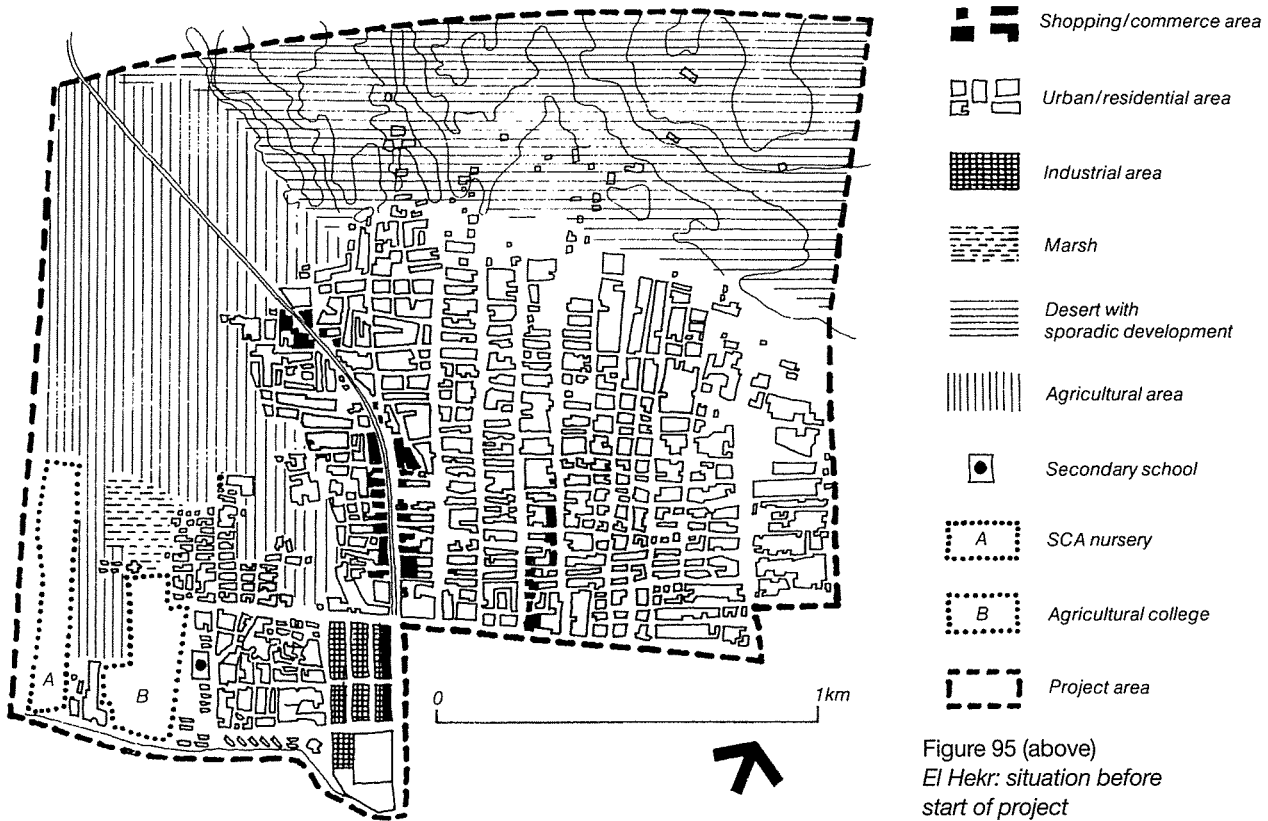 Shopping/commerce area
Urban/residential area
Industrial area
Marsh
Desert with
sporadic development
Agricultural area
Secondary school
A
SCA nursery
B
Agricultural college
Project area
A
B
0
1km
Figure 95 (above)
El Hekr: situation before
start of project